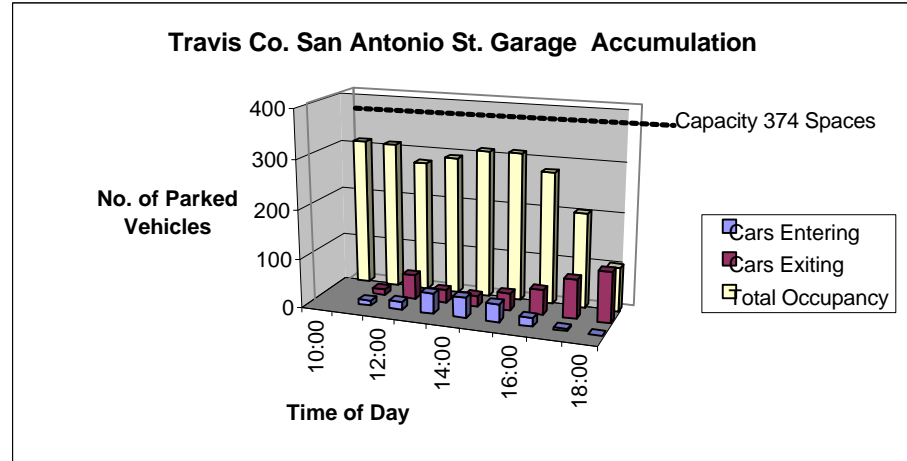 Travis Co. San Antonio St. Garage  Accumulation
400
300
200
100
0
No. of Parked
Vehicles
Capacity 374 Spaces
Cars Entering
Cars Exiting
Total Occupancy
10:00
12:00
14:00
16:00
18:00
Time of Day